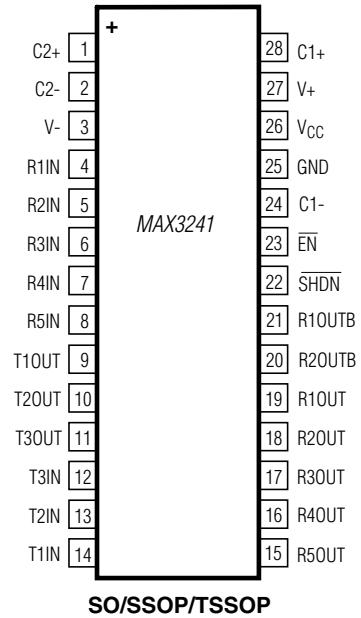 +
C2+ 1 28 C1+
C2- 2 27 V+
V- 3 26 VCC
R1IN 4 25 GND
R2IN 5 24 C1-
MAX3241
R3IN 6 23 E̅N̅
R4IN 7 22 S̅H̅D̅N̅
R5IN 8 21 R1OUTB
T1OUT 9 20 R2OUTB
T2OUT 10 19 R1OUT
T3OUT 11 18 R2OUT
T3IN 12 17 R3OUT
T2IN 13 16 R4OUT
T1IN 14 15 R5OUT
SO/SSOP/TSSOP